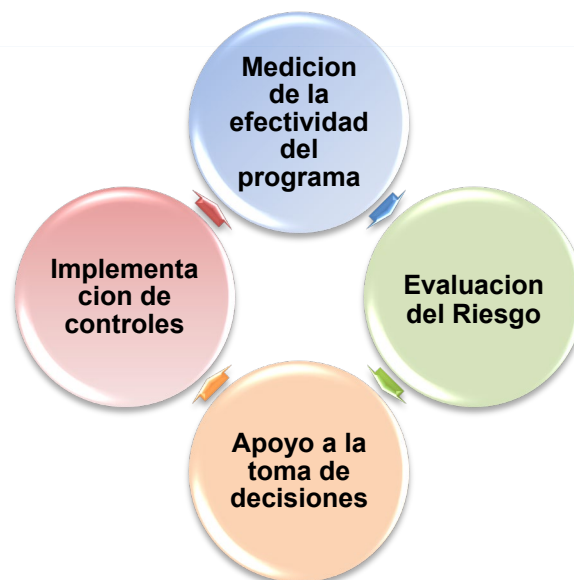 Medicion
de la
efectividad
del
programa
Implementa
cion de
controles
Evaluacion
del Riesgo
Apoyo a la
toma de
decisiones